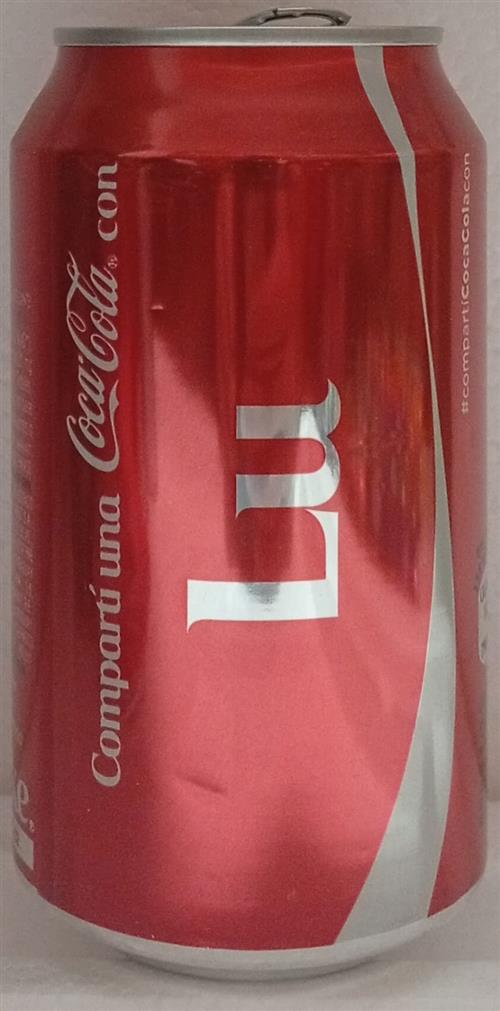 Compartí una Coca-Cola® con
Lu
#compartíCocaColacon